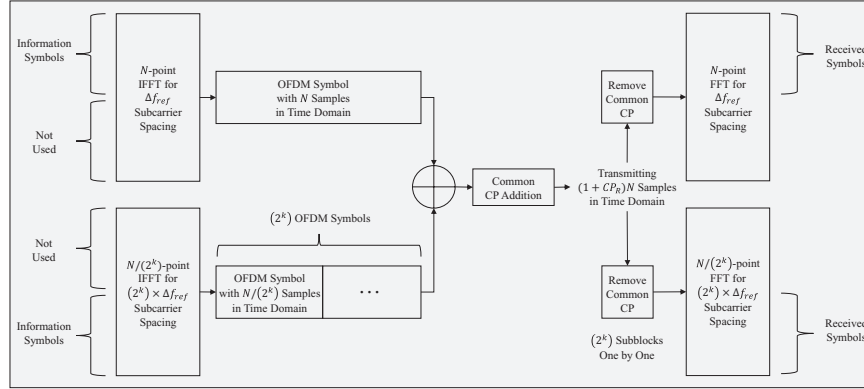 Information
Symbols
Not
Used
N-point
IFFT for
Δf_ref
Subcarrier
Spacing
OFDM Symbol
with N Samples
in Time Domain
Not
Used
Information
Symbols
N/(2^k)-point
IFFT for
(2^k) × Δf_ref
Subcarrier
Spacing
(2^k) OFDM Symbols
OFDM Symbol
with N/(2^k) Samples
in Time Domain
···
Common
CP Addition
Transmitting
(1 + CP_R)N Samples
in Time Domain
Remove
Common
CP
N-point
FFT for
Δf_ref
Subcarrier
Spacing
Received
Symbols
Remove
Common
CP
(2^k) Subblocks
One by One
N/(2^k)-point
FFT for
(2^k) × Δf_ref
Subcarrier
Spacing
Received
Symbols